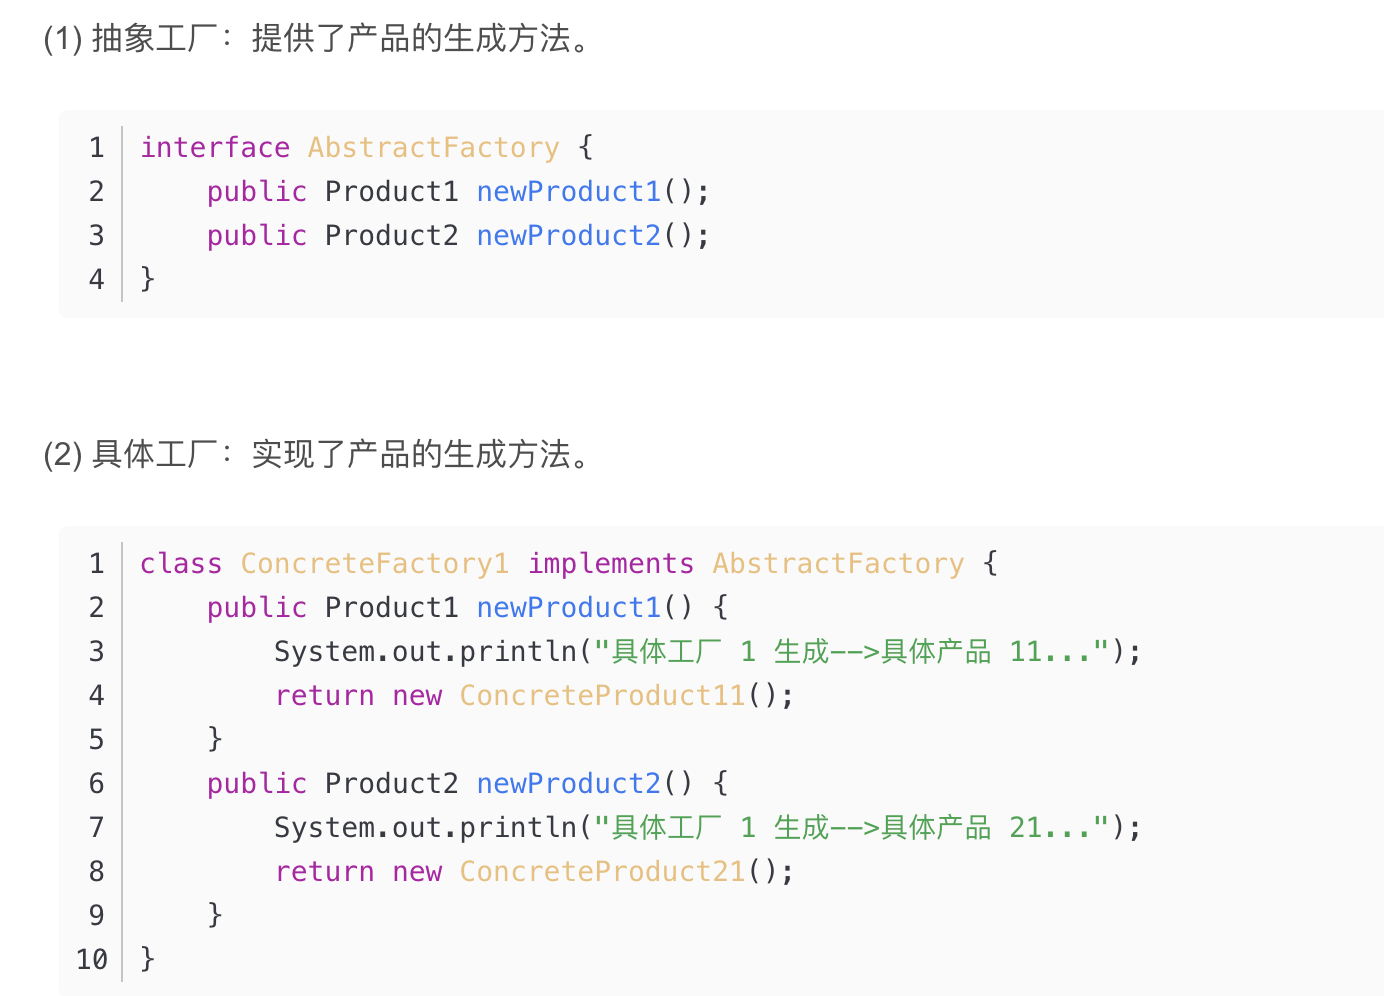 (1) 抽象工厂：提供了产品的生成方法。
1 interface AbstractFactory {
2     public Product1 newProduct1();
3     public Product2 newProduct2();
4 }
(2) 具体工厂：实现了产品的生成方法。
1 class ConcreteFactory1 implements AbstractFactory {
2     public Product1 newProduct1() {
3         System.out.println("具体工厂 1 生成-->具体产品 11...");
4         return new ConcreteProduct11();
5     }
6     public Product2 newProduct2() {
7         System.out.println("具体工厂 1 生成-->具体产品 21...");
8         return new ConcreteProduct21();
9     }
10 }